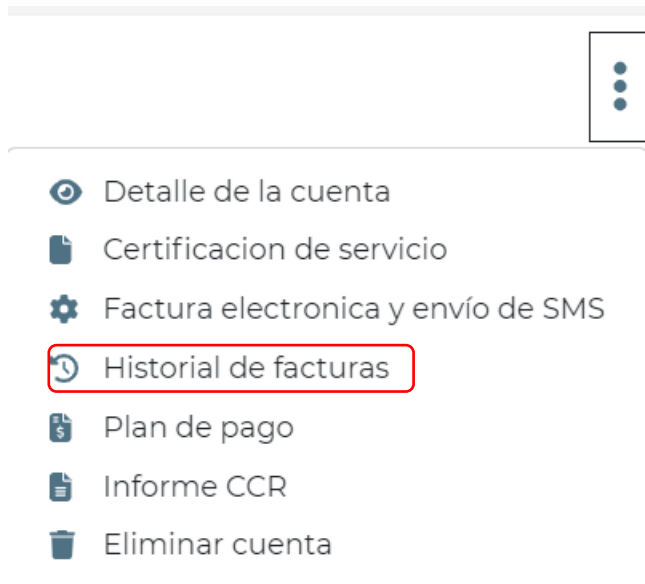 Detalle de la cuenta
Certificacion de servicio
Factura electronica y envío de SMS
Historial de facturas
Plan de pago
Informe CCR
Eliminar cuenta